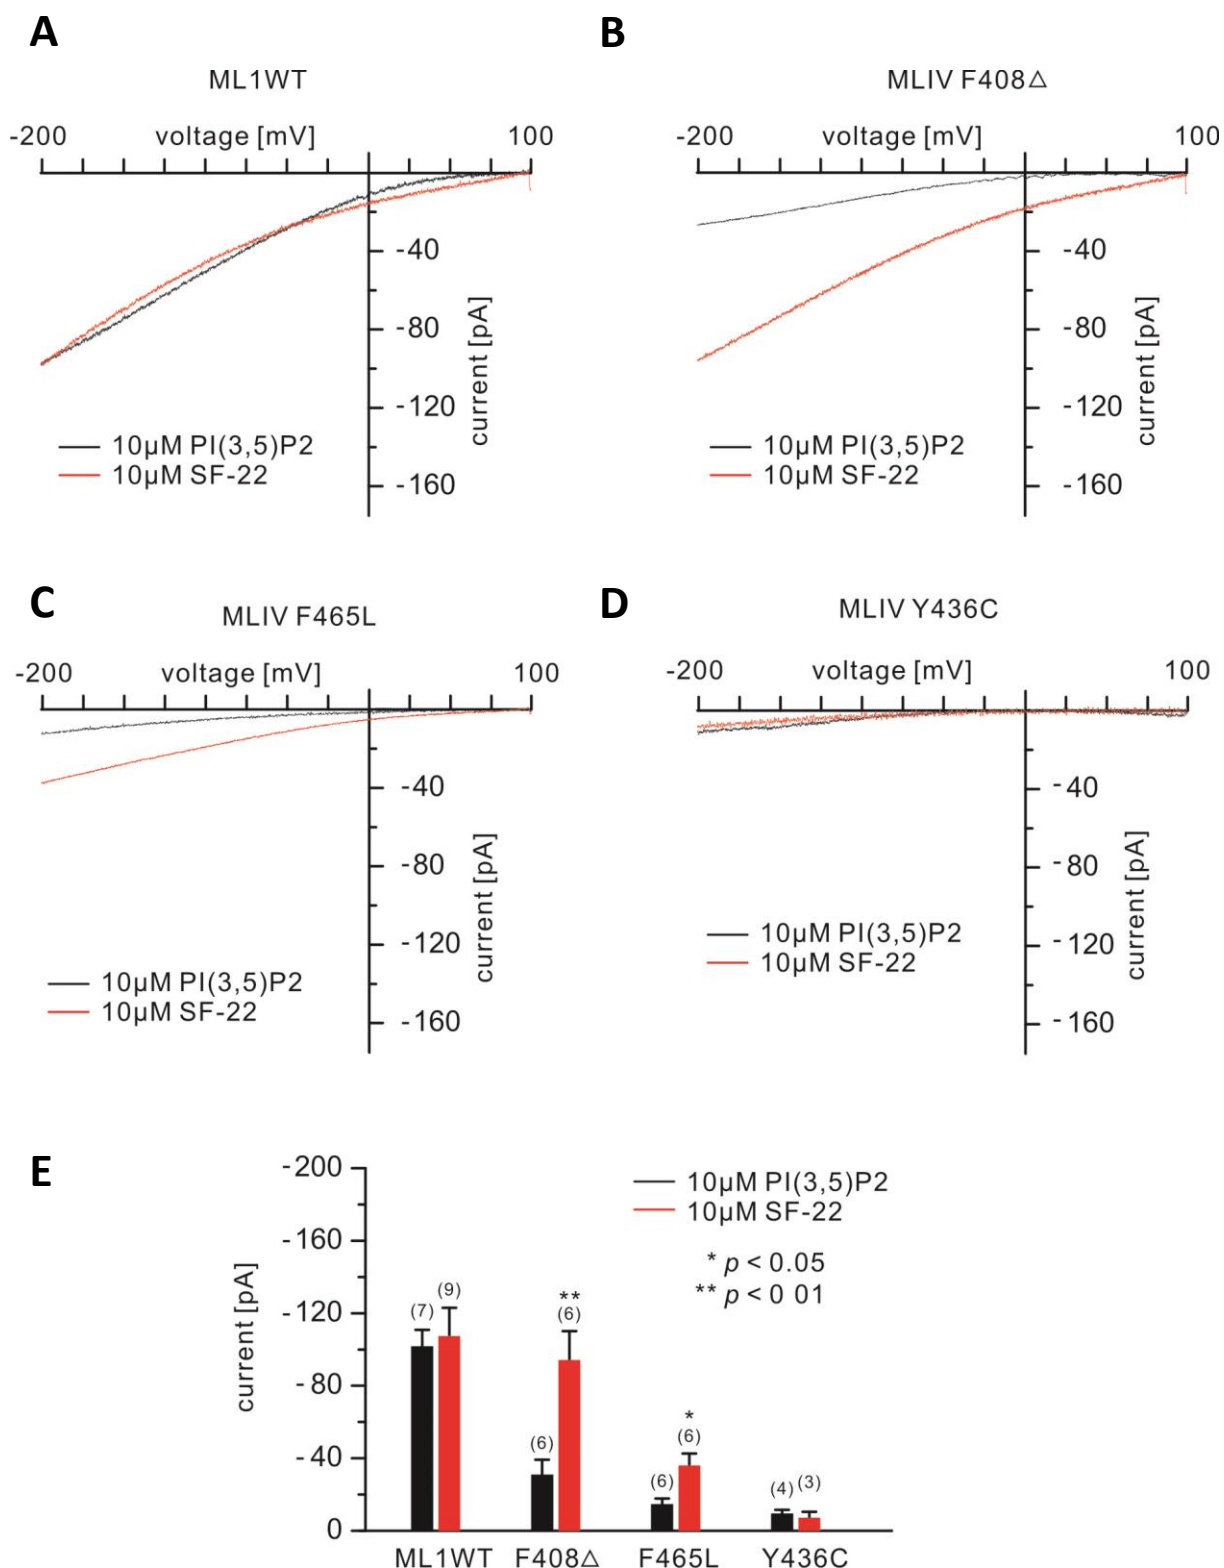 A
ML1WT
-200 voltage [mV] 100
-40
-80
-120
-160
current [pA]
10μM PI(3,5)P2
10μM SF-22
B
MLIV F408△
-200 voltage [mV] 100
-40
-80
-120
-160
current [pA]
10μM PI(3,5)P2
10μM SF-22
C
MLIV F465L
-200 voltage [mV] 100
-40
-80
-120
-160
current [pA]
10μM PI(3,5)P2
10μM SF-22
D
MLIV Y436C
-200 voltage [mV] 100
-40
-80
-120
-160
current [pA]
10μM PI(3,5)P2
10μM SF-22
E
current [pA]
-200
-160
-120
-80
-40
0
10μM PI(3,5)P2
10μM SF-22
* p < 0.05
** p < 0 01
(7) (9)
(6) ** (6)
(6) * (6)
(4) (3)
ML1WT F408△ F465L Y436C